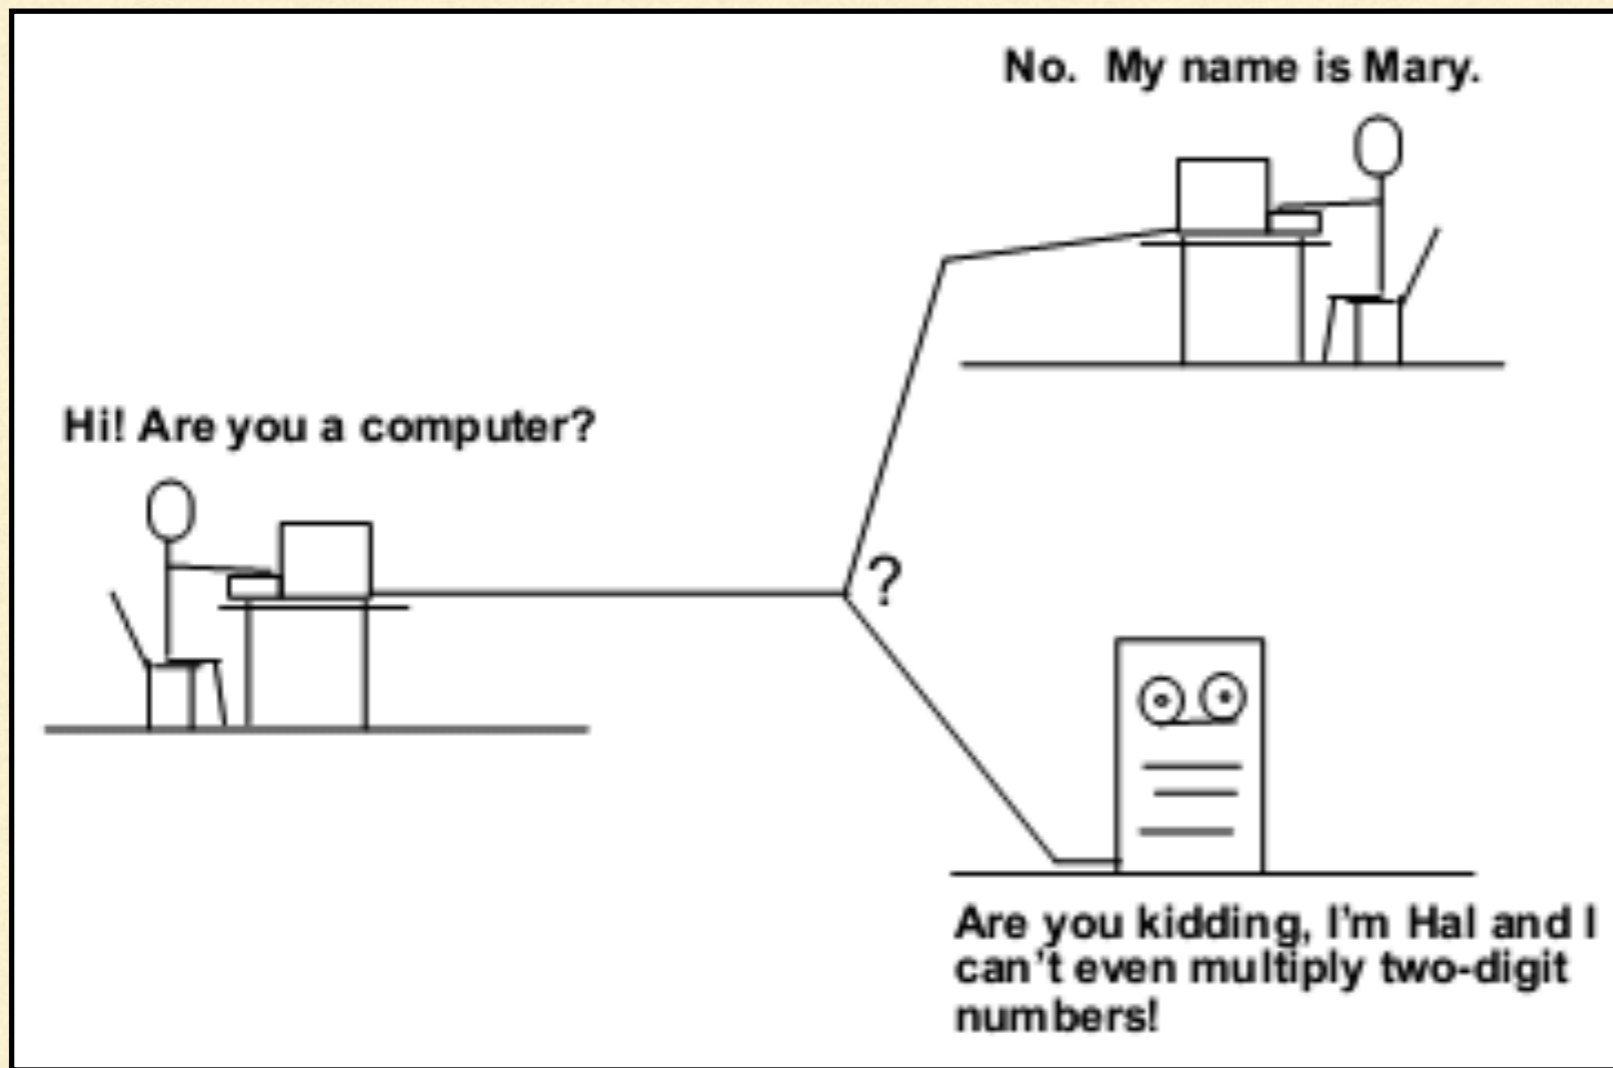 No. My name is Mary.
Hi! Are you a computer?
?
Are you kidding, I'm Hal and I
can't even multiply two-digit
numbers!